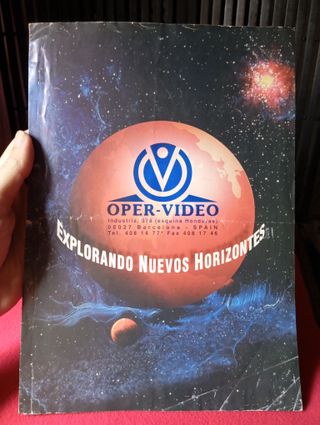 OPER-VIDEO
Industria, 374 (esquina Honduras)
08027 Barcelona - SPAIN
Tel. 408 14 77* Fax 408 17 46
EXPLORANDO NUEVOS HORIZONTES